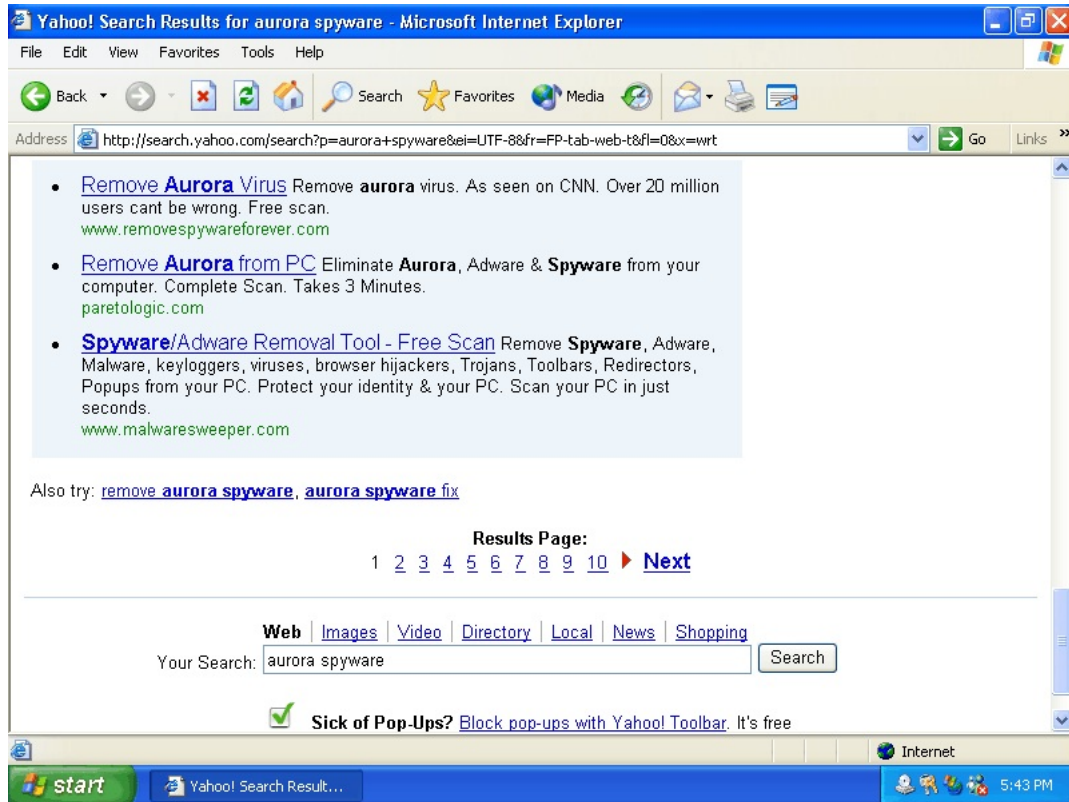 Yahoo! Search Results for aurora spyware - Microsoft Internet Explorer
File Edit View Favorites Tools Help
Back Search Favorites Media
Address http://search.yahoo.com/search?p=aurora+spyware&ei=UTF-8&fr=FP-tab-web-t&fl=0&x=wrt Go Links »
• Remove Aurora Virus Remove aurora virus. As seen on CNN. Over 20 million
users cant be wrong. Free scan.
www.removespywareforever.com
• Remove Aurora from PC Eliminate Aurora, Adware & Spyware from your
computer. Complete Scan. Takes 3 Minutes.
paretologic.com
• Spyware/Adware Removal Tool - Free Scan Remove Spyware, Adware,
Malware, keyloggers, viruses, browser hijackers, Trojans, Toolbars, Redirectors,
Popups from your PC. Protect your identity & your PC. Scan your PC in just
seconds.
www.malwaresweeper.com
Also try: remove aurora spyware, aurora spyware fix
Results Page:
1 2 3 4 5 6 7 8 9 10 Next
Web | Images | Video | Directory | Local | News | Shopping
Your Search: aurora spyware Search
Sick of Pop-Ups? Block pop-ups with Yahoo! Toolbar. It's free
Internet
start Yahoo! Search Result... 5:43 PM